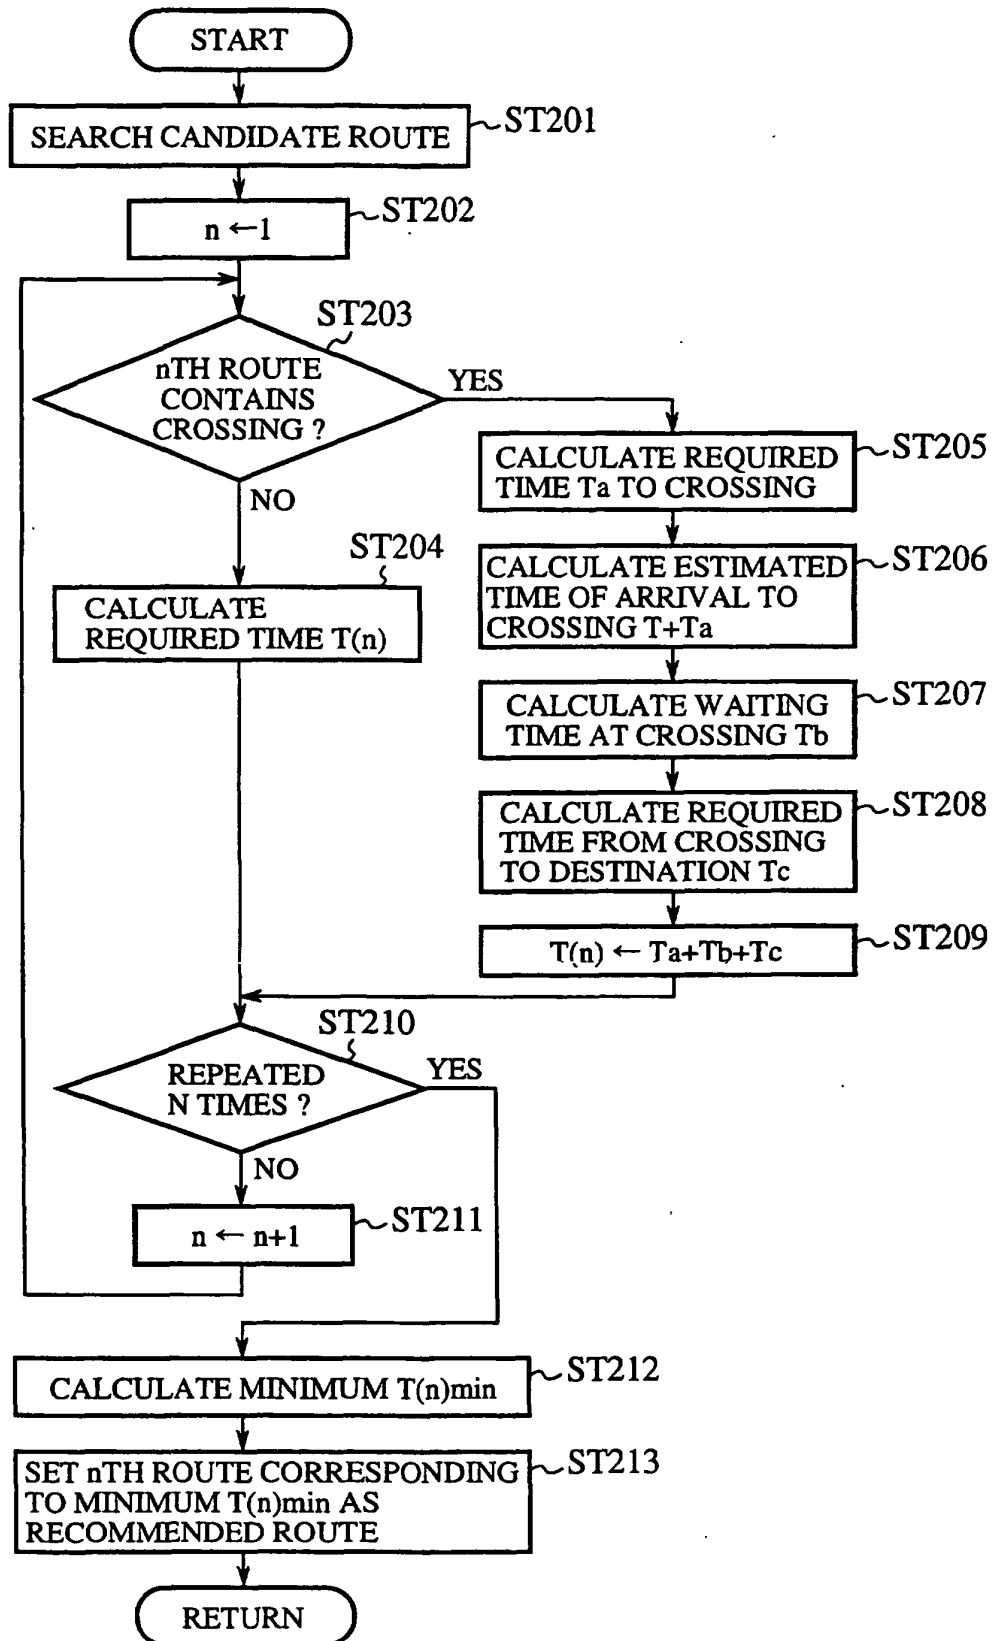 START
SEARCH CANDIDATE ROUTE
ST201
n ←1
ST202
ST203
nTH ROUTE
CONTAINS
CROSSING ?
YES
NO
ST204
CALCULATE
REQUIRED TIME T(n)
CALCULATE REQUIRED
TIME Ta TO CROSSING
ST205
CALCULATE ESTIMATED
TIME OF ARRIVAL TO
CROSSING T+Ta
ST206
CALCULATE WAITING
TIME AT CROSSING Tb
ST207
CALCULATE REQUIRED
TIME FROM CROSSING
TO DESTINATION Tc
ST208
T(n) ← Ta+Tb+Tc
ST209
ST210
REPEATED
N TIMES ?
YES
NO
n ← n+1
ST211
CALCULATE MINIMUM T(n)min
ST212
SET nTH ROUTE CORRESPONDING
TO MINIMUM T(n)min AS
RECOMMENDED ROUTE
ST213
RETURN